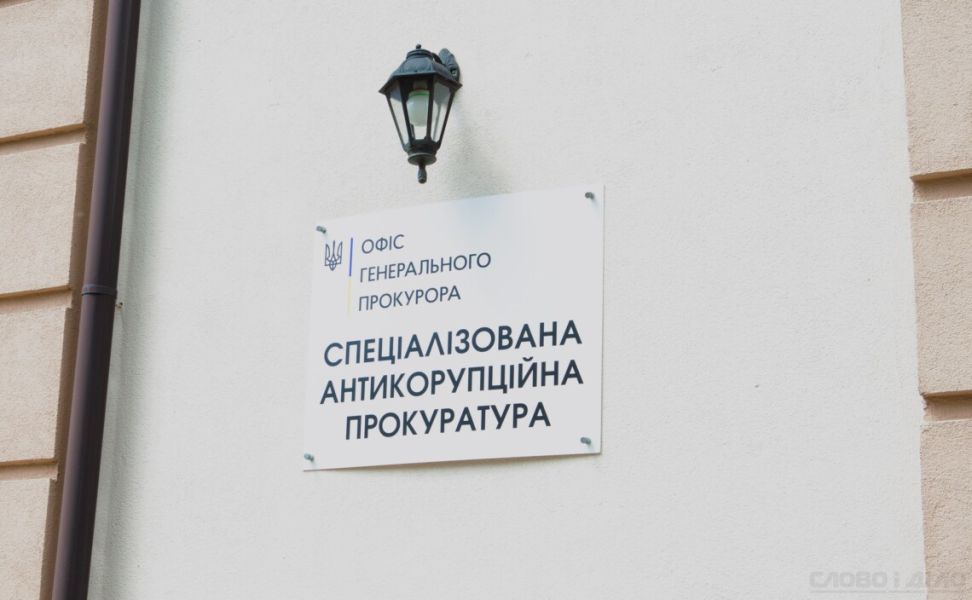 ОФІС
ГЕНЕРАЛЬНОГО
ПРОКУРОРА
СПЕЦІАЛІЗОВАНА
АНТИКОРУПЦІЙНА
ПРОКУРАТУРА
СЛОВО і ДІЛО